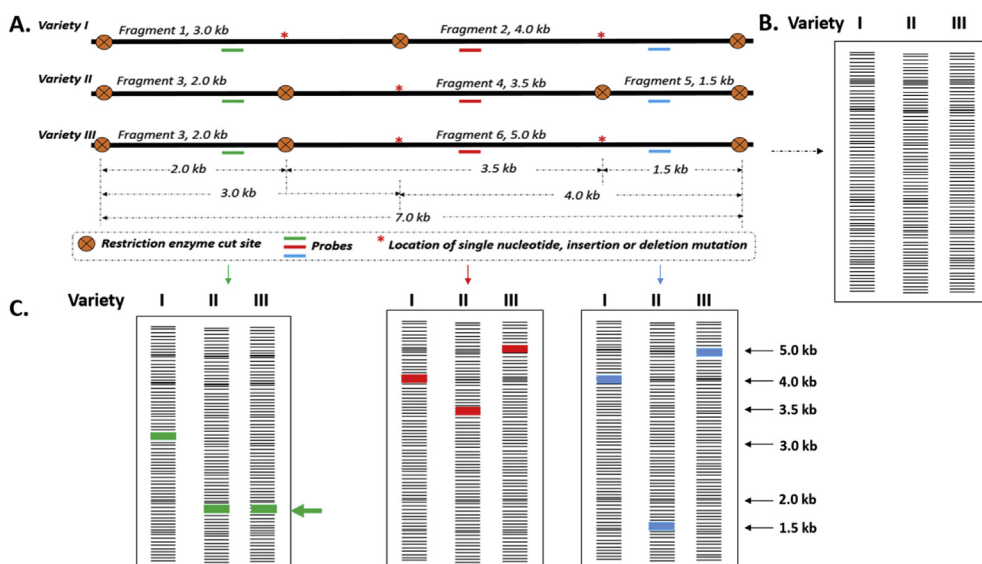 A.
Variety I
Fragment 1, 3.0 kb
*
Fragment 2, 4.0 kb
*
Variety II
Fragment 3, 2.0 kb
*
Fragment 4, 3.5 kb
Fragment 5, 1.5 kb
Variety III
Fragment 3, 2.0 kb
*
Fragment 6, 5.0 kb
*
2.0 kb
3.5 kb
1.5 kb
3.0 kb
4.0 kb
7.0 kb
Restriction enzyme cut site
Probes
* Location of single nucleotide, insertion or deletion mutation
B.
Variety I II III
C.
Variety I II III
I II III
I II III
5.0 kb
4.0 kb
3.5 kb
3.0 kb
2.0 kb
1.5 kb